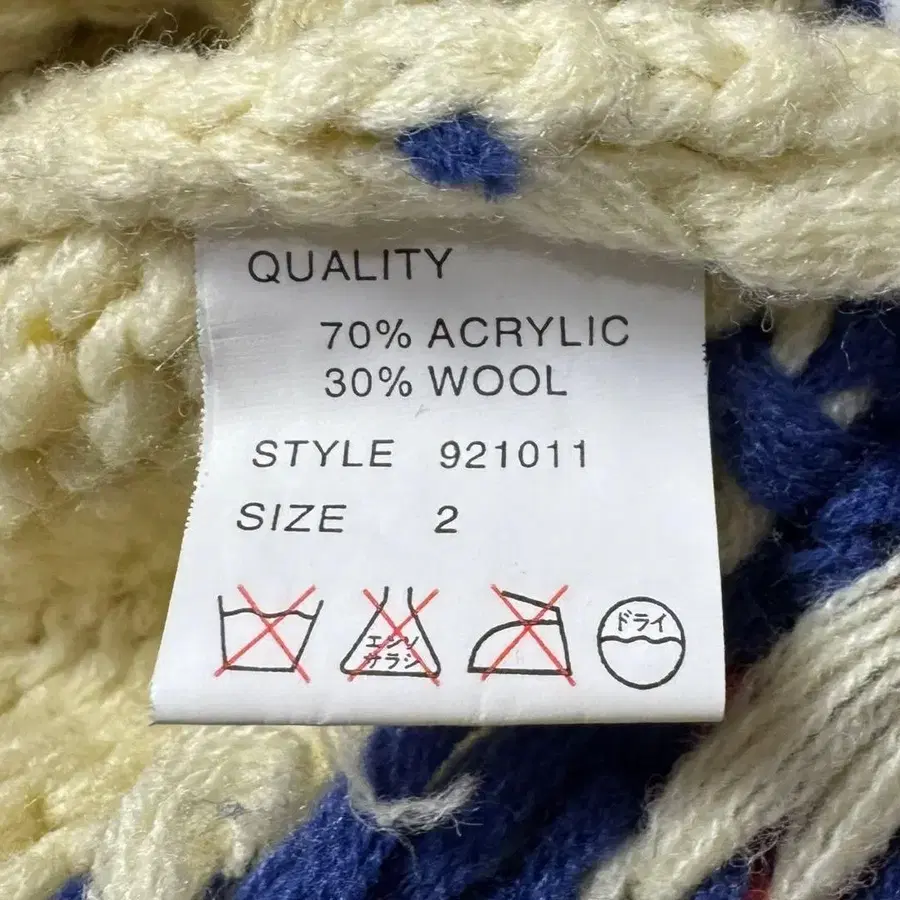 QUALITY
70% ACRYLIC
30% WOOL
STYLE 921011
SIZE 2
エンソ
サラシ
ドライ